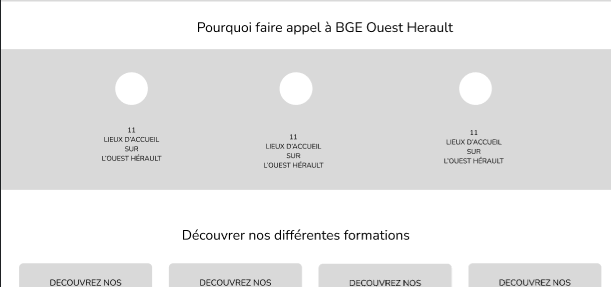 Pourquoi faire appel à BGE Ouest Herault
11
LIEUX D'ACCUEIL
SUR
L'OUEST HÉRAULT
11
LIEUX D'ACCUEIL
SUR
L'OUEST HÉRAULT
11
LIEUX D'ACCUEIL
SUR
L'OUEST HÉRAULT
Découvrer nos différentes formations
DECOUVREZ NOS
DECOUVREZ NOS
DECOUVREZ NOS
DECOUVREZ NOS